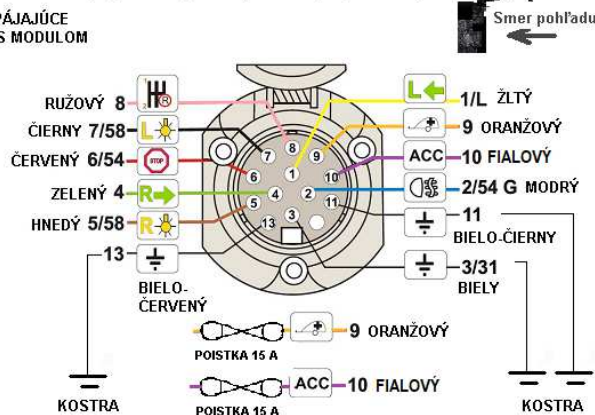 PÁJAJÚCE
S MODULOM
Smer pohľadu
RUŽOVÝ 8
R
L
1/L ŽLTÝ
ČIERNY 7/58
L
9 ORANŽOVÝ
ČERVENÝ 6/54
STOP
ACC
10 FIALOVÝ
ZELENÝ 4
R
2/54 G MODRÝ
HNEDÝ 5/58
R
11
BIELO-ČIERNY
13
BIELO-
ČERVENÝ
3/31
BIELY
8
7
9
6
1
10
4
2
5
11
3
13
9 ORANŽOVÝ
POISTKA 15 A
ACC
10 FIALOVÝ
POISTKA 15 A
KOSTRA
KOSTRA